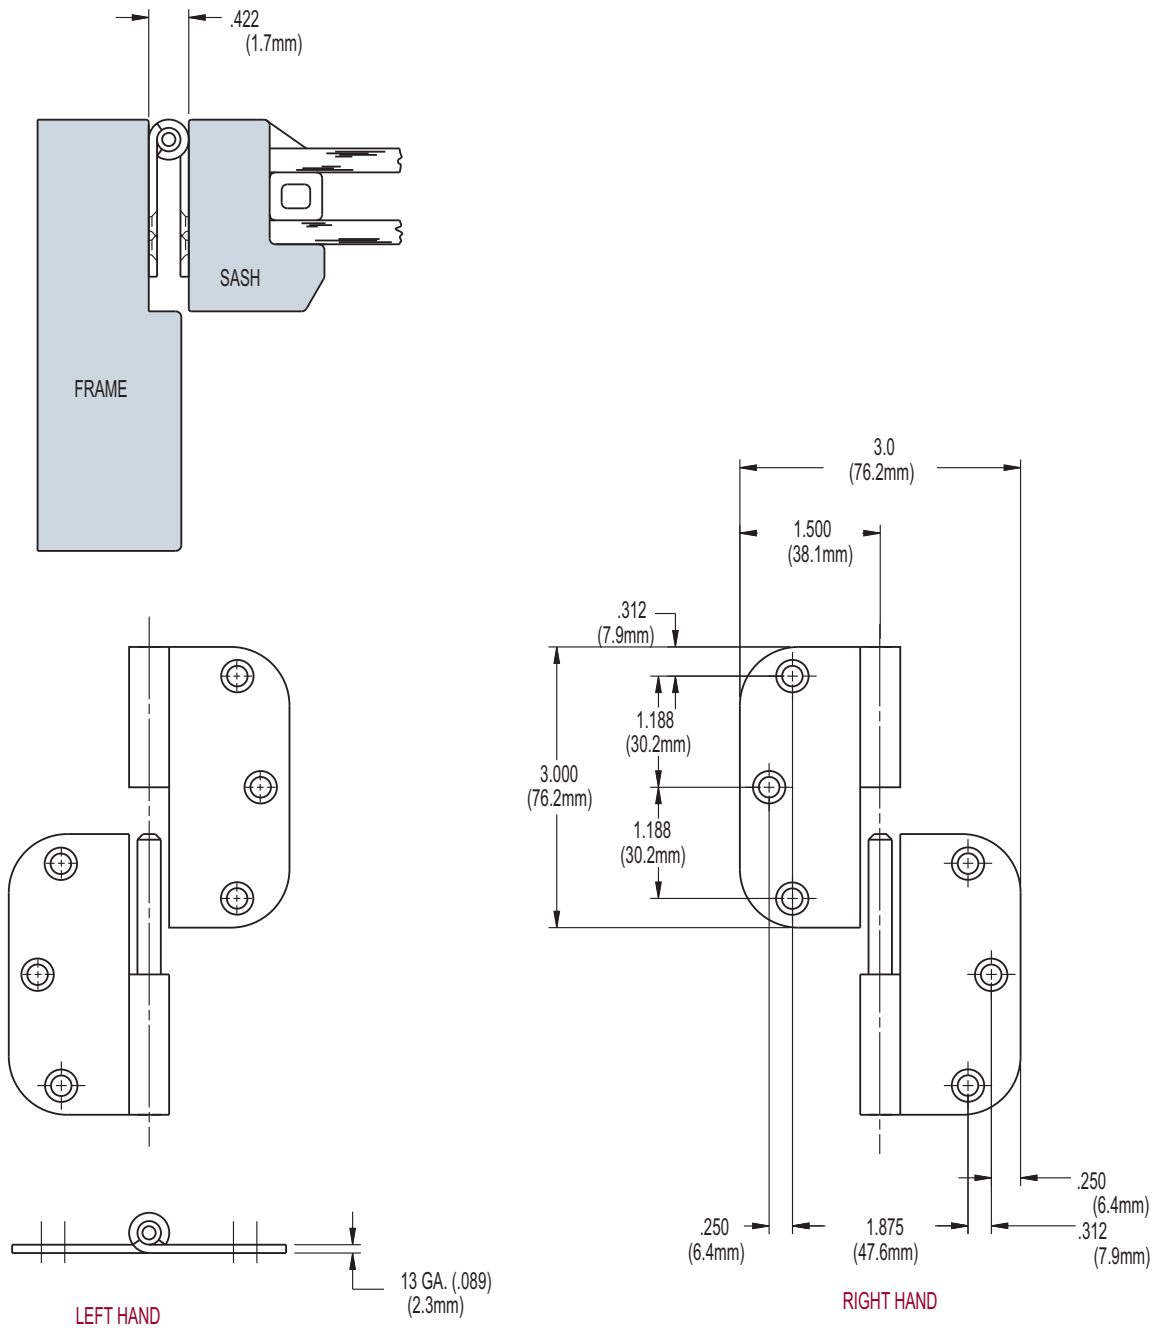 .422
(1.7mm)
SASH
FRAME
3.0
(76.2mm)
1.500
(38.1mm)
.312
(7.9mm)
1.188
(30.2mm)
3.000
(76.2mm)
1.188
(30.2mm)
.250
(6.4mm)
.250
(6.4mm)
1.875
(47.6mm)
.312
(7.9mm)
13 GA. (.089)
(2.3mm)
RIGHT HAND
LEFT HAND